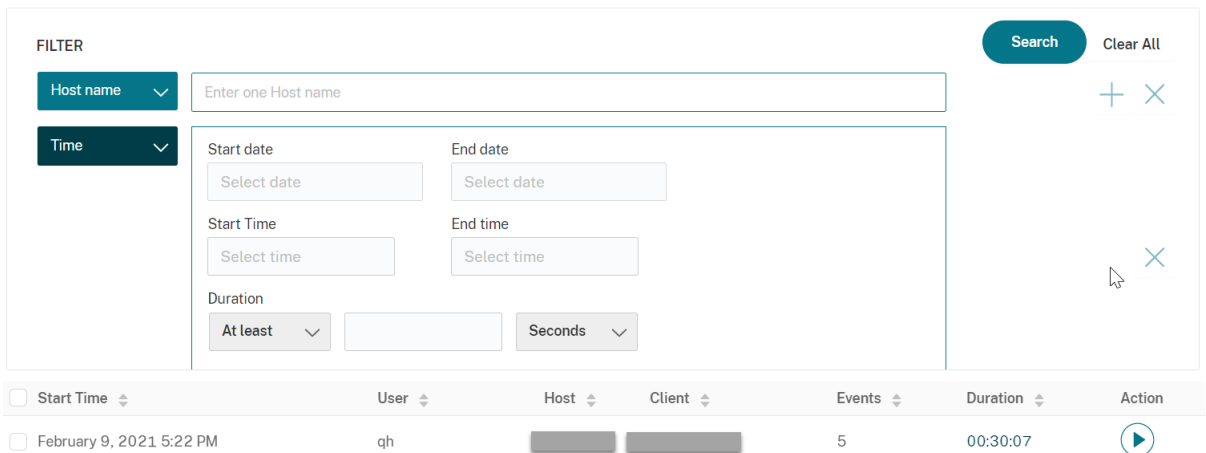 FILTER
Search
Clear All
Host name
Enter one Host name
Time
Start date
End date
Select date
Select date
Start Time
End time
Select time
Select time
Duration
At least
Seconds
Start Time User Host Client Events Duration Action
February 9, 2021 5:22 PM qh 5 00:30:07